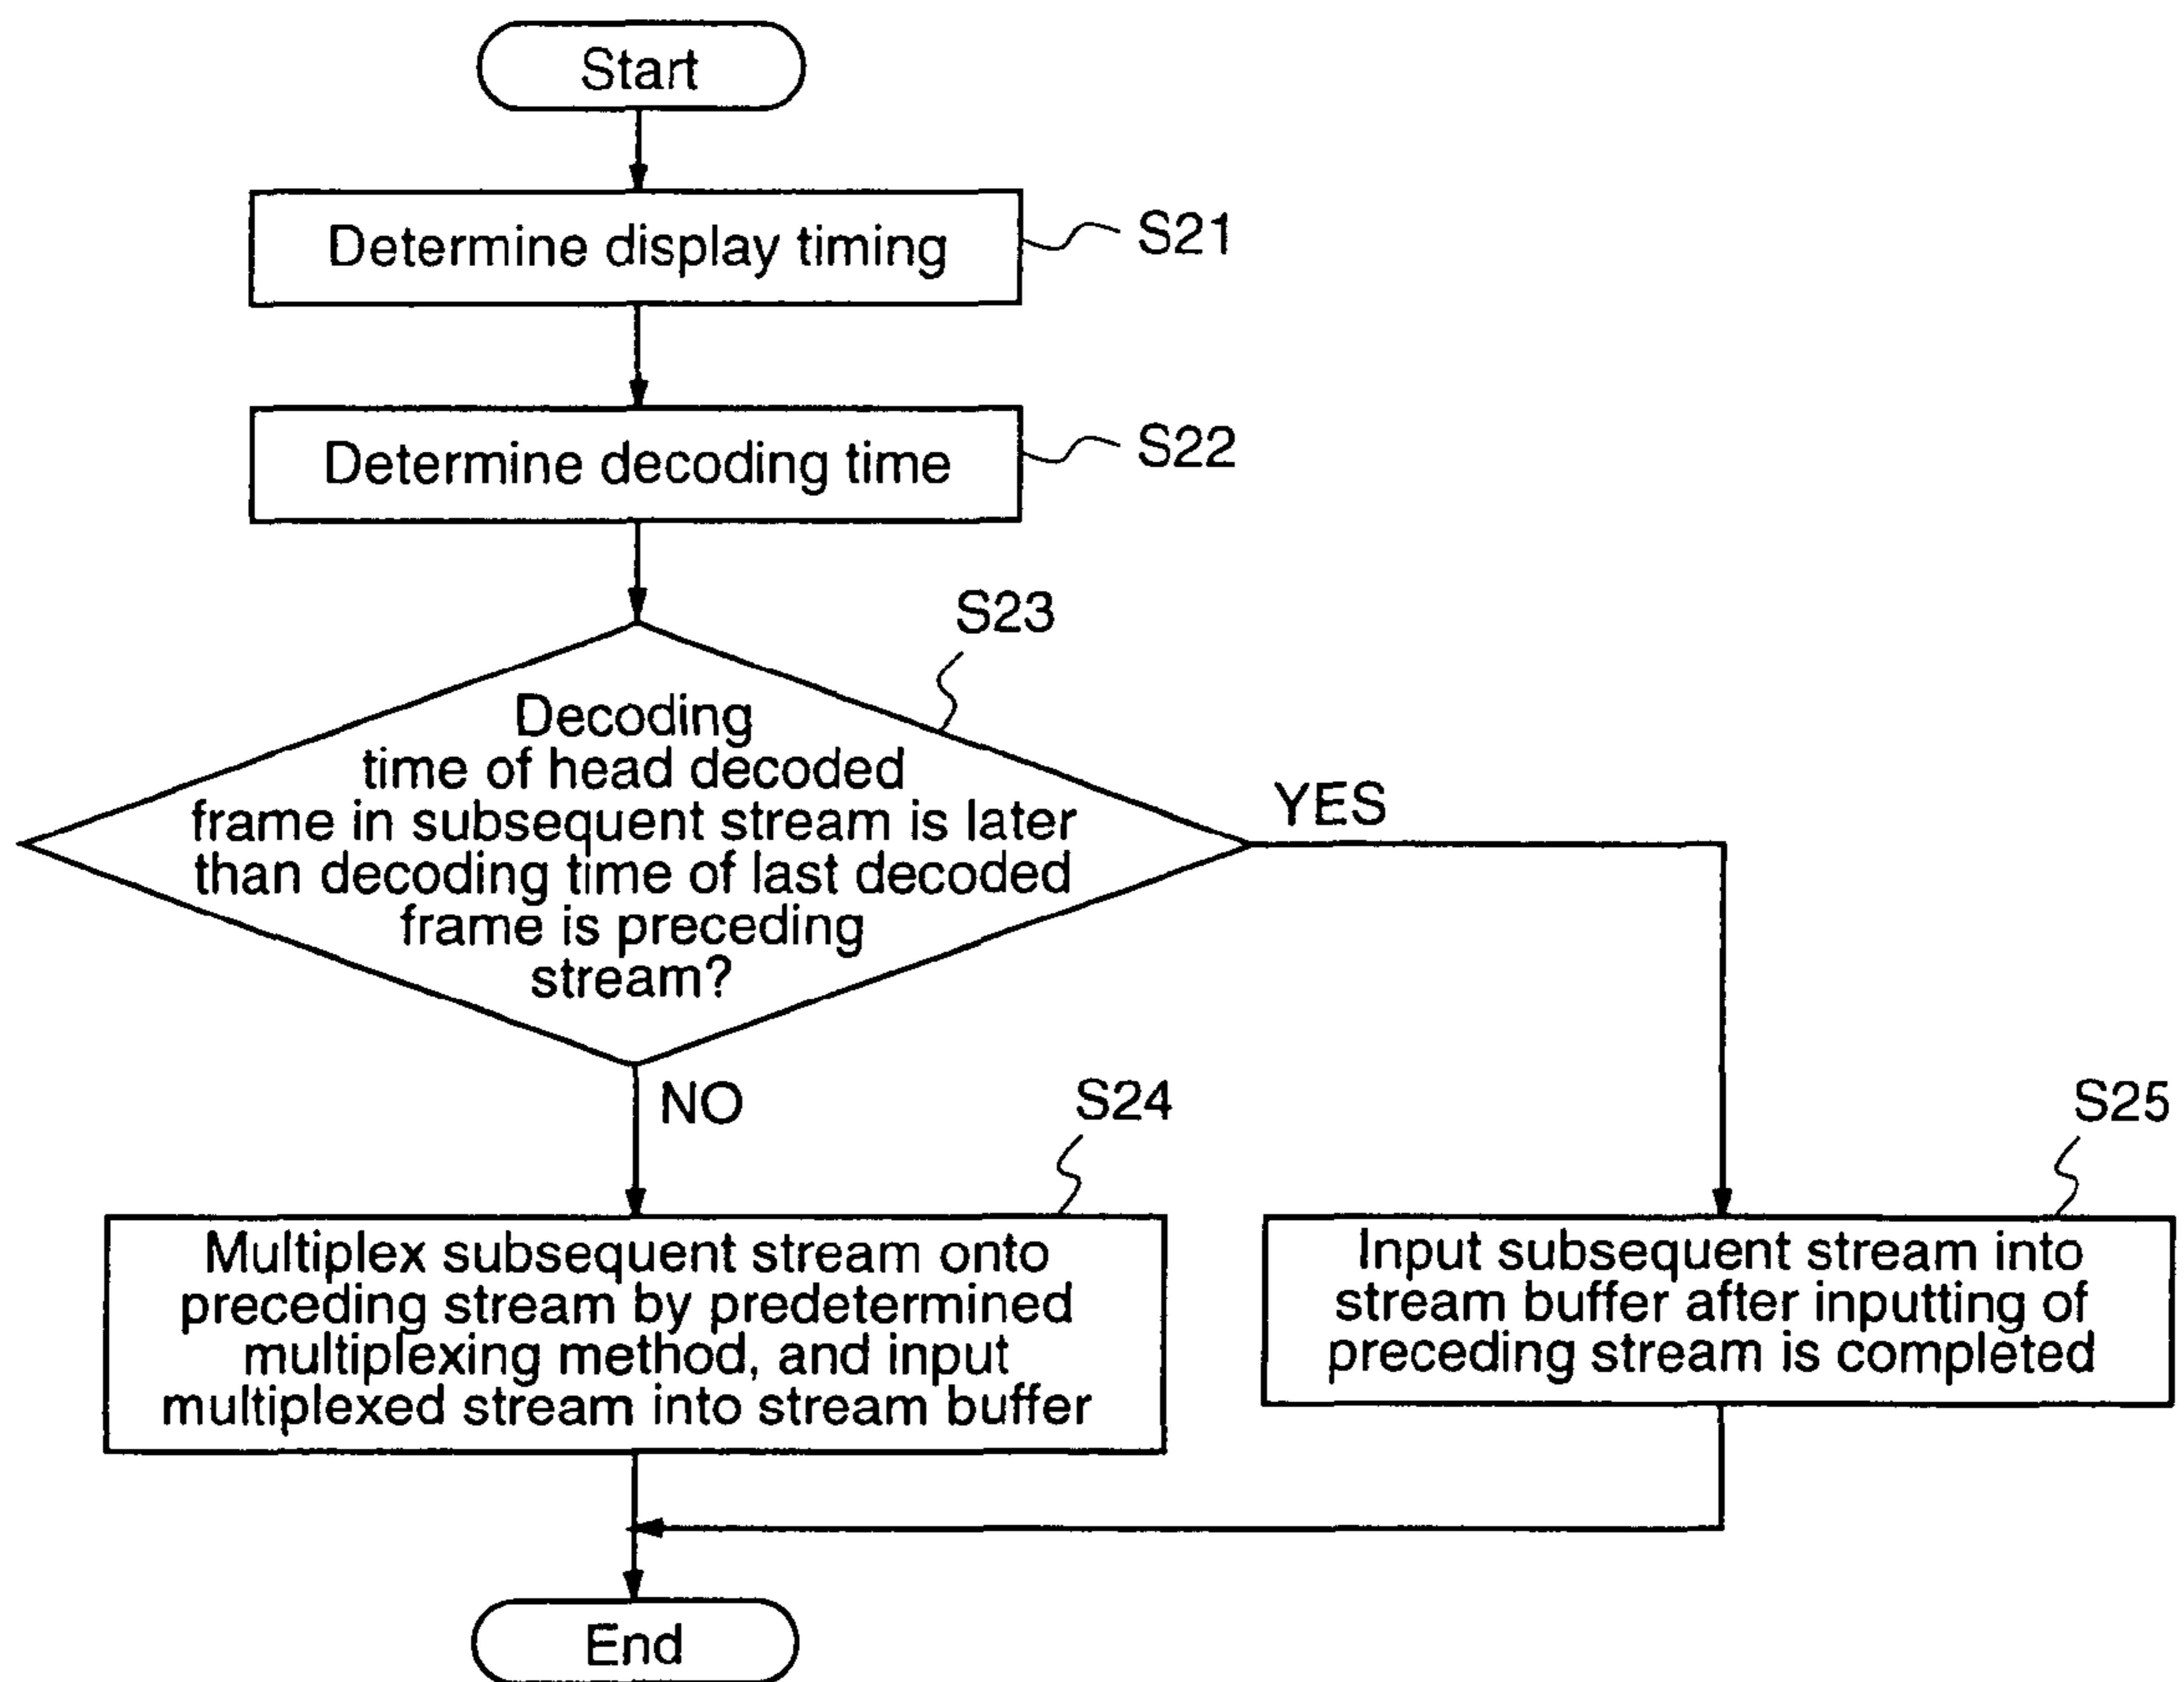 Start
Determine display timing
S21
Determine decoding time
S22
S23
Decoding
time of head decoded
frame in subsequent stream is later
than decoding time of last decoded
frame is preceding
stream?
YES
NO
S24
S25
Multiplex subsequent stream onto
preceding stream by predetermined
multiplexing method, and input
multiplexed stream into stream buffer
Input subsequent stream into
stream buffer after inputting of
preceding stream is completed
End